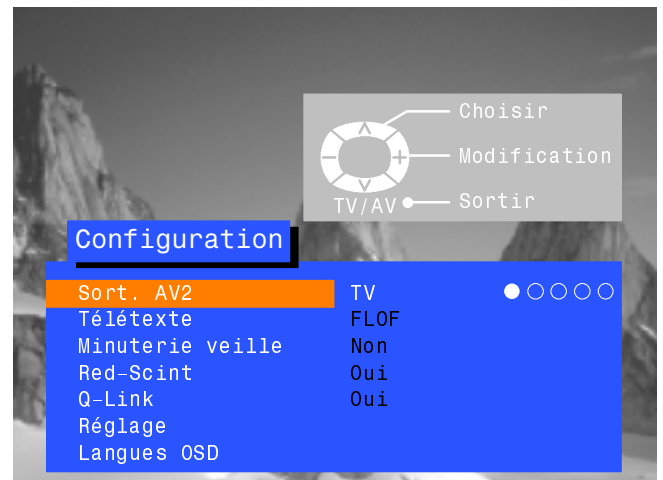 Choisir
Modification
TV/AV Sortir
Configuration
Sort. AV2 TV
Télétexte FLOF
Minuterie veille Non
Red-Scint Oui
Q-Link Oui
Réglage
Langues OSD